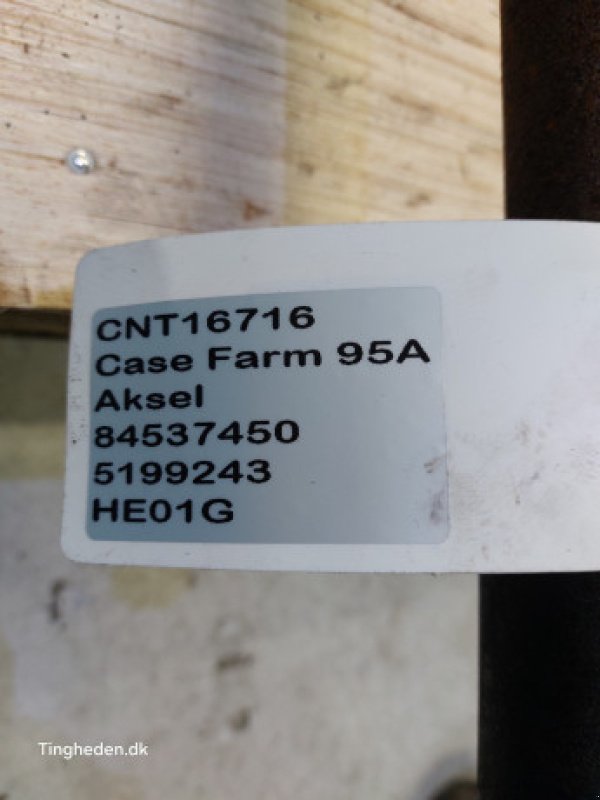 CNT16716
Case Farm 95A
Aksel
84537450
5199243
HE01G
Tingheden.dk